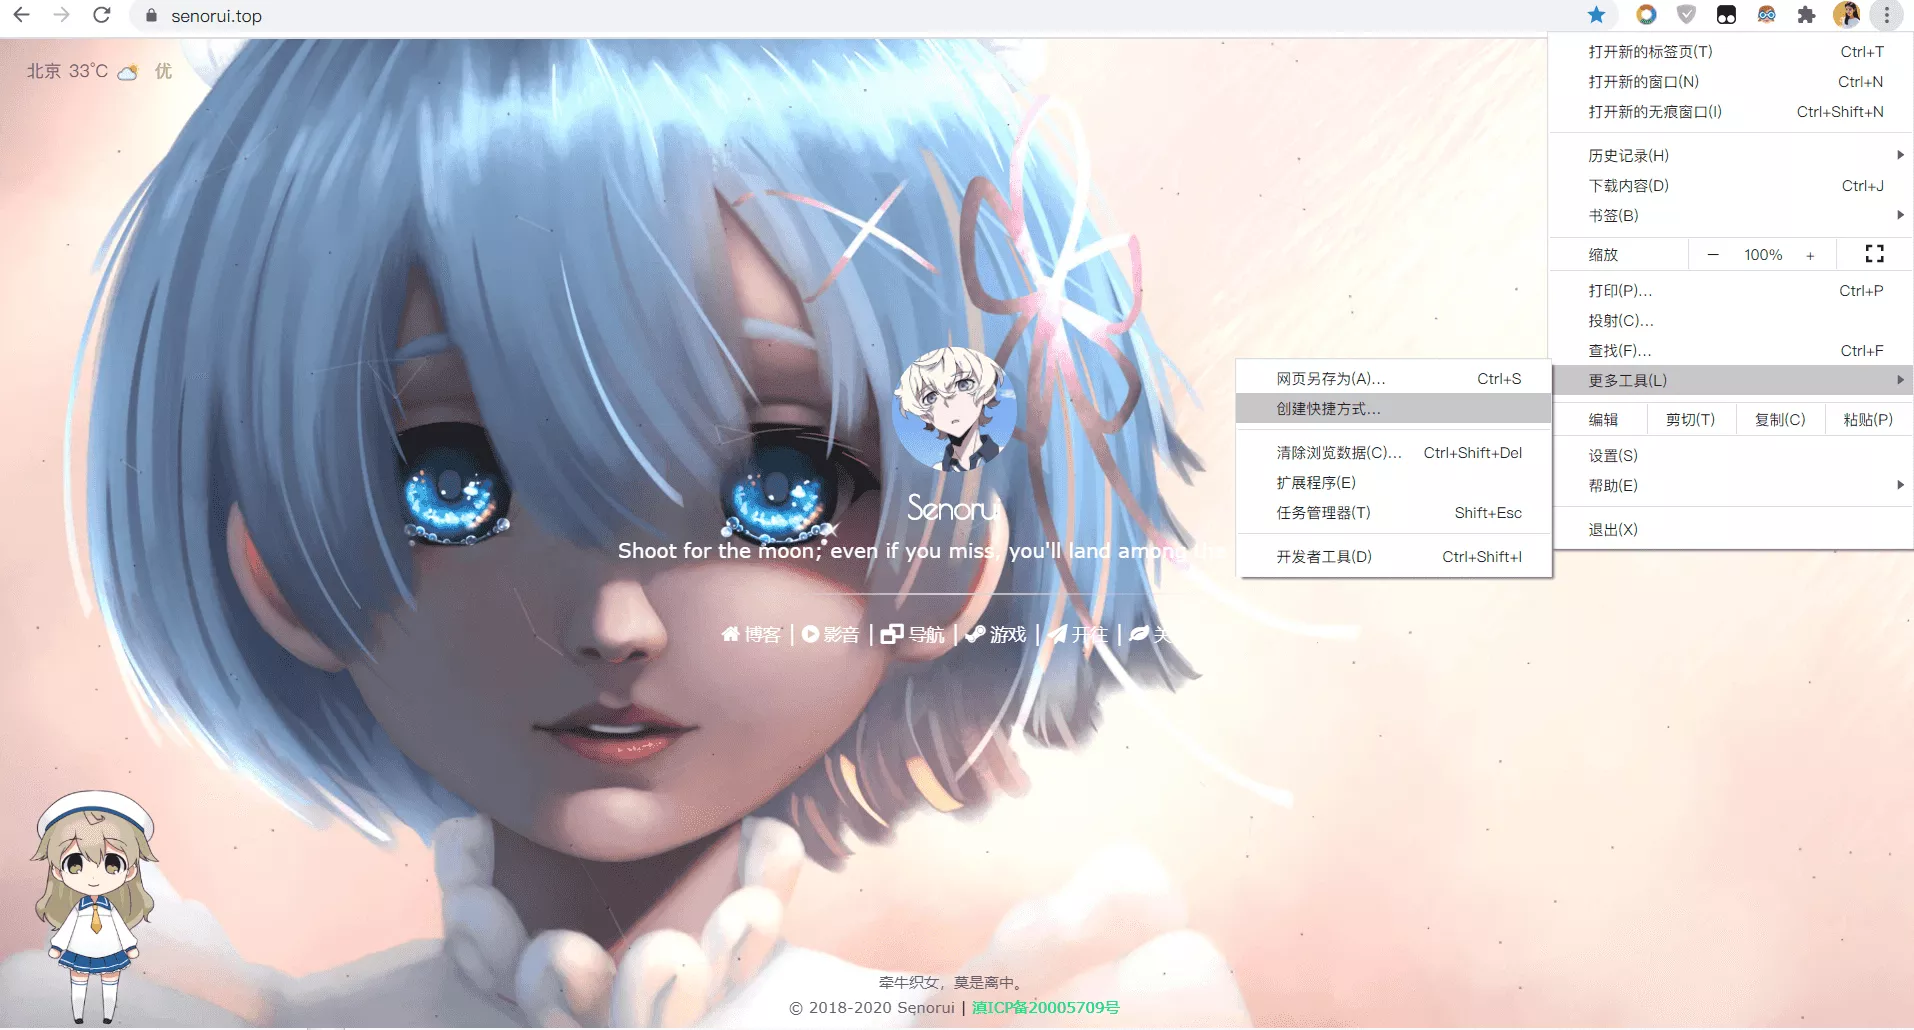 senorui.top
北京 33°C 优
打开新的标签页(T) Ctrl+T
打开新的窗口(N) Ctrl+N
打开新的无痕窗口(I) Ctrl+Shift+N
历史记录(H)
下载内容(D) Ctrl+J
书签(B)
缩放 － 100% +
打印(P)... Ctrl+P
投射(C)...
查找(F)... Ctrl+F
更多工具(L)
编辑 剪切(T) 复制(C) 粘贴(P)
设置(S)
帮助(E)
退出(X)
网页另存为(A)... Ctrl+S
创建快捷方式...
清除浏览数据(C)... Ctrl+Shift+Del
扩展程序(E)
任务管理器(T) Shift+Esc
开发者工具(D) Ctrl+Shift+I
Senorui
Shoot for the moon; even if you miss, you'll land among the
博客 | 影音 | 导航 | 游戏 | 开往 | 关
牵牛织女，莫是离中。
© 2018-2020 Senorui | 滇ICP备20005709号